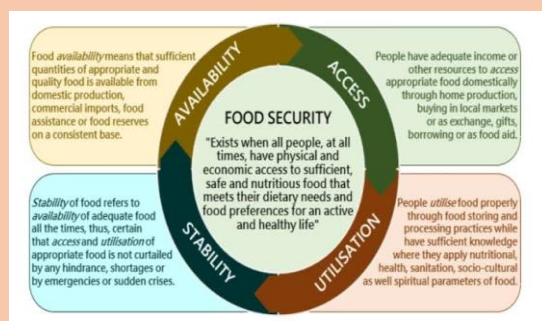 Food availability means that sufficient
quantities of appropriate and
quality food is available from
domestic production,
commercial imports, food
assistance or food reserves
on a consistent base.
AVAILABILITY
ACCESS
People have adequate income or
other resources to access
appropriate food domestically
through home production,
buying in local markets
or as exchange, gifts,
borrowing or as food aid.
FOOD SECURITY
"Exists when all people, at all
times, have physical and
economic access to sufficient,
safe and nutritious food that
meets their dietary needs and
food preferences for an active
and healthy life"
Stability of food refers to
availability of adequate food
all the times, thus, certain
that access and utilisation of
appropriate food is not curtailed
by any hindrance, shortages or
by emergencies or sudden crises.
STABILITY
UTILISATION
People utilise food properly
through food storing and
processing practices while
have sufficient knowledge
where they apply nutritional,
health, sanitation, socio-cultural
as well spiritual parameters of food.